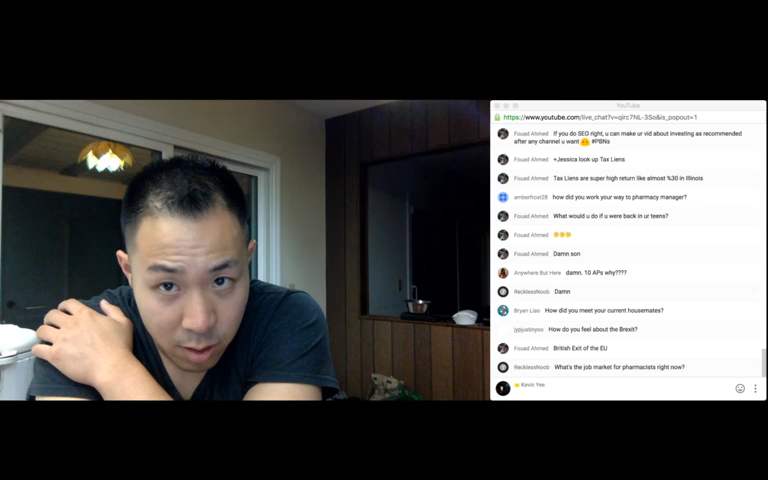 YouTube
https://www.youtube.com/live_chat?v=qirc7NL-3So&is_popout=1
Fouad Ahmed If you do SEO right, u can make ur vid about investing as recommended
after any channel u want 🤗 #PBNs
Fouad Ahmed +Jessica look up Tax Liens
Fouad Ahmed Tax Liens are super high return like almost %30 in Illinois
amberfrost28 how did you work your way to pharmacy manager?
Fouad Ahmed What would u do if u were back in ur teens?
Fouad Ahmed
Fouad Ahmed Damn son
Anywhere But Here damn. 10 APs why????
RecklessNoob Damn
Bryan Liao How did you meet your current housemates?
jypjustinyoo How do you feel about the Brexit?
Fouad Ahmed British Exit of the EU
RecklessNoob What's the job market for pharmacists right now?
Kevin Yee